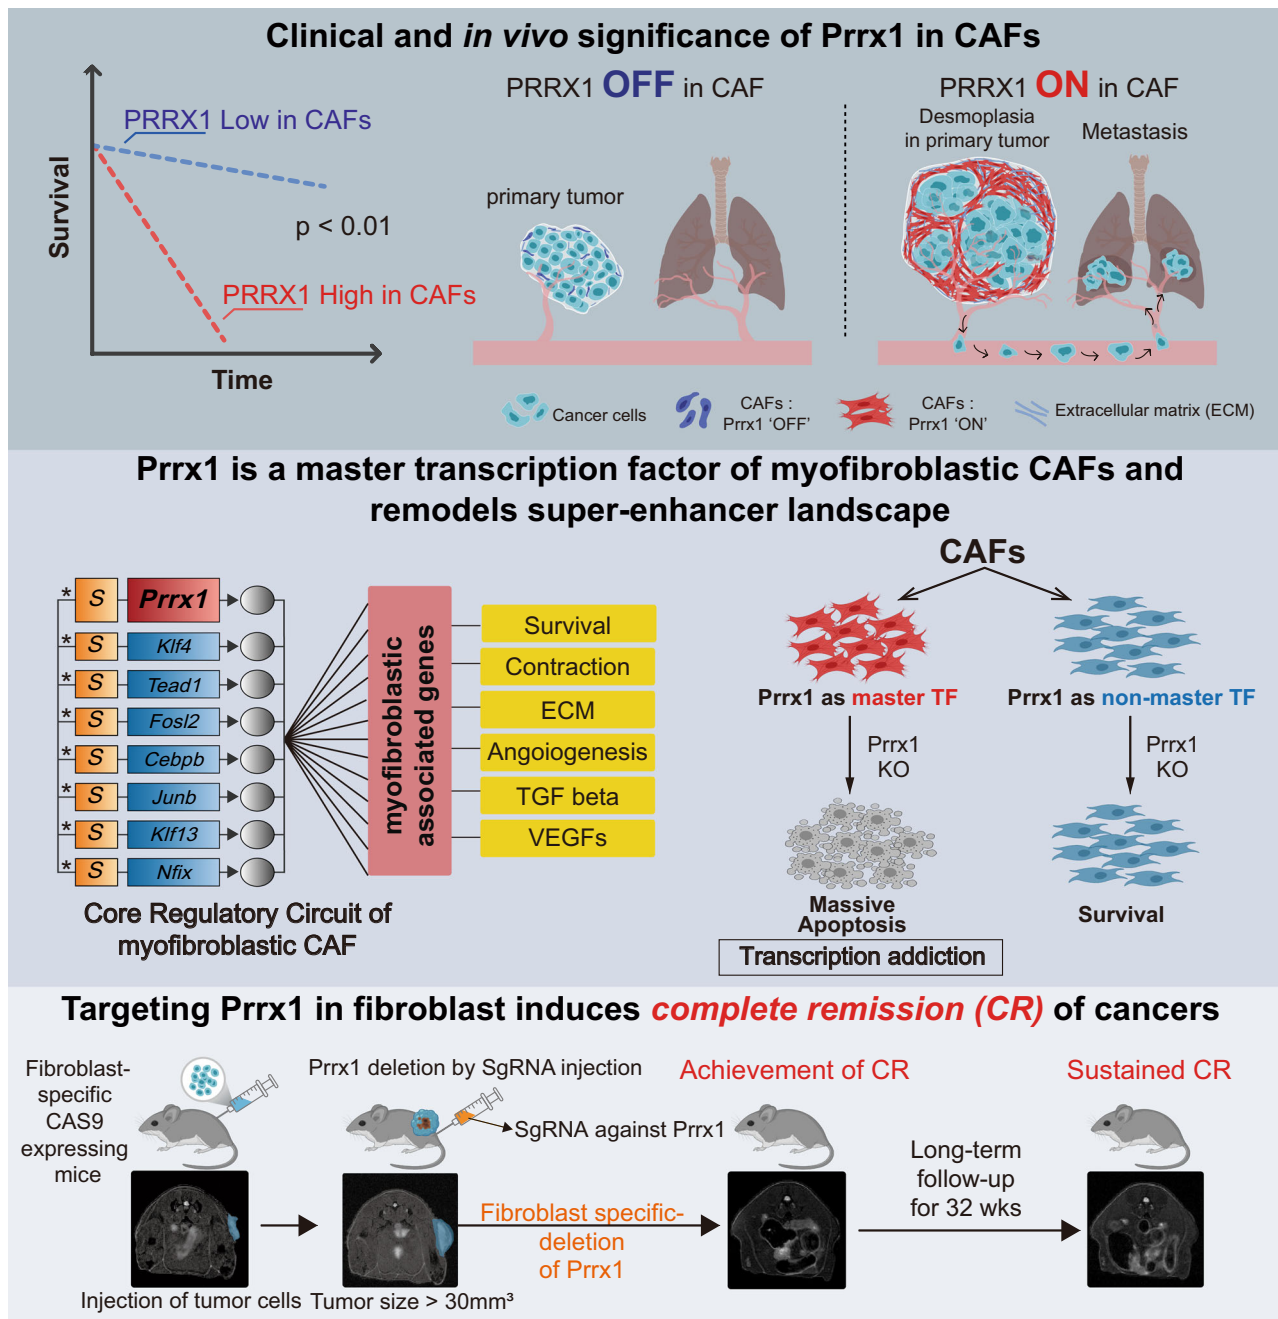 Clinical and in vivo significance of Prrx1 in CAFs
Survival
Time
PRRX1 Low in CAFs
p < 0.01
PRRX1 High in CAFs
PRRX1 OFF in CAF
primary tumor
PRRX1 ON in CAF
Desmoplasia
in primary tumor
Metastasis
Cancer cells
CAFs :
Prrx1 ‘OFF’
CAFs :
Prrx1 ‘ON’
Extracellular matrix (ECM)
Prrx1 is a master transcription factor of myofibroblastic CAFs and
remodels super-enhancer landscape
* S Prrx1
* S Klf4
* S Tead1
* S Fosl2
* S Cebpb
* S Junb
* S Klf13
* S Nfix
Core Regulatory Circuit of
myofibroblastic CAF
myofibroblastic
associated genes
Survival
Contraction
ECM
Angoiogenesis
TGF beta
VEGFs
CAFs
Prrx1 as master TF
Prrx1
KO
Massive
Apoptosis
Transcription addiction
Prrx1 as non-master TF
Prrx1
KO
Survival
Targeting Prrx1 in fibroblast induces complete remission (CR) of cancers
Fibroblast-
specific
CAS9
expressing
mice
Injection of tumor cells
Prrx1 deletion by SgRNA injection
SgRNA against Prrx1
Tumor size > 30mm³
Fibroblast specific-
deletion
of Prrx1
Achievement of CR
Long-term
follow-up
for 32 wks
Sustained CR